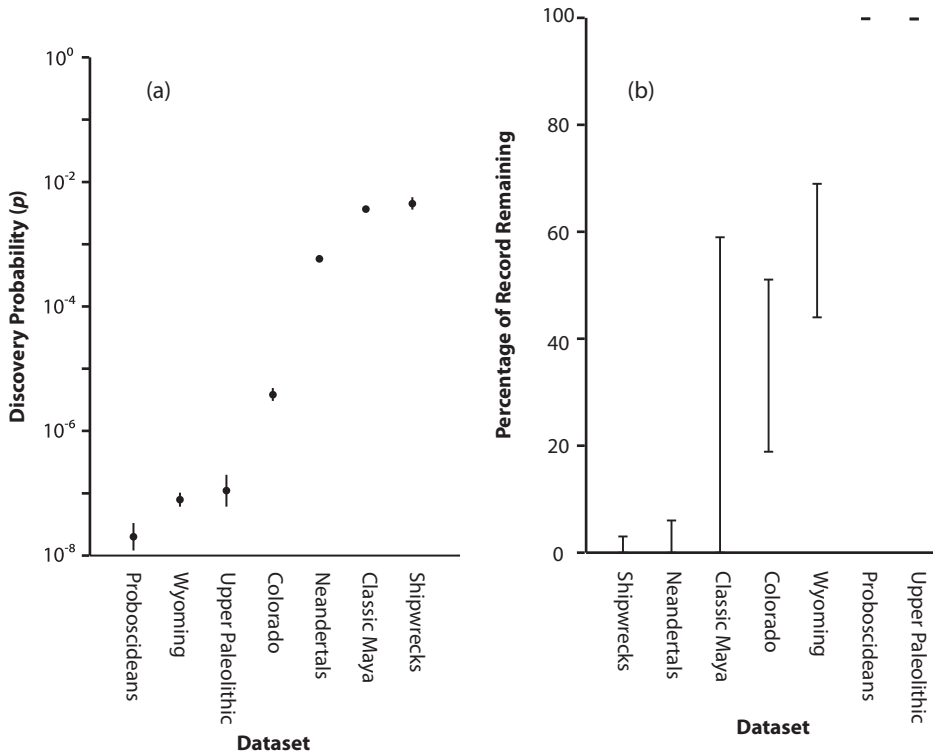 (a)
Discovery Probability (p)
10⁰
10⁻²
10⁻⁴
10⁻⁶
10⁻⁸
Proboscideans
Wyoming
Upper Paleolithic
Colorado
Neandertals
Classic Maya
Shipwrecks
Dataset
(b)
Percentage of Record Remaining
100
80
60
40
20
0
Shipwrecks
Neandertals
Classic Maya
Colorado
Wyoming
Proboscideans
Upper Paleolithic
Dataset